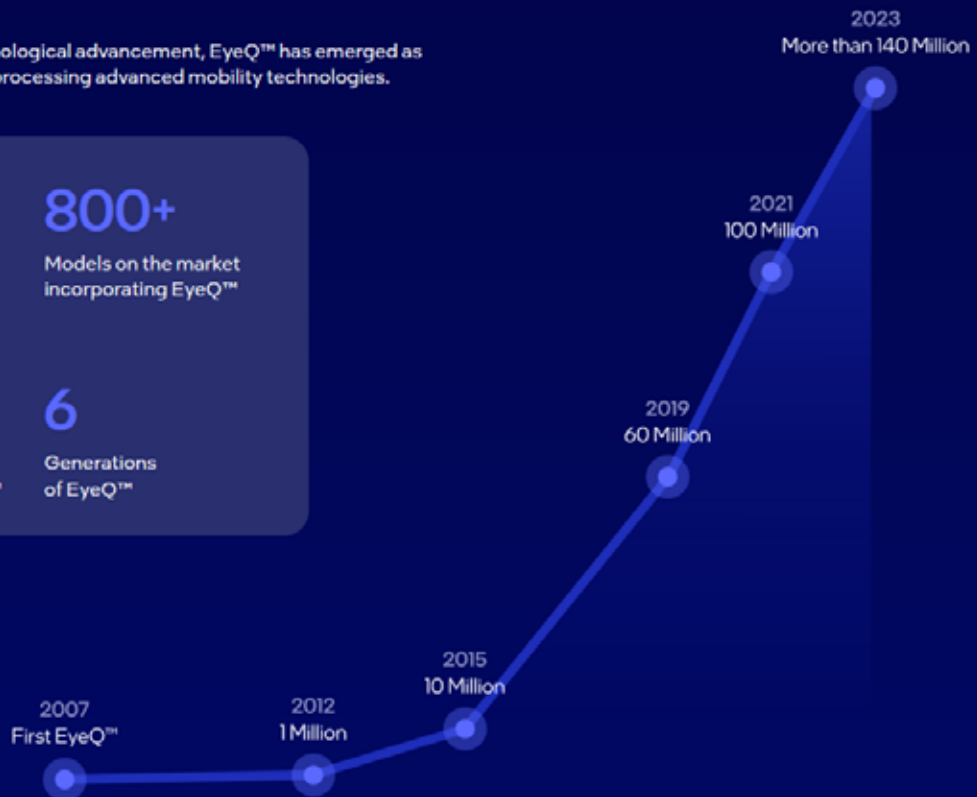 ological advancement, EyeQ™ has emerged as
processing advanced mobility technologies.
800+
Models on the market
incorporating EyeQ™
6
Generations
of EyeQ™
2007
First EyeQ™
2012
1 Million
2015
10 Million
2019
60 Million
2021
100 Million
2023
More than 140 Million